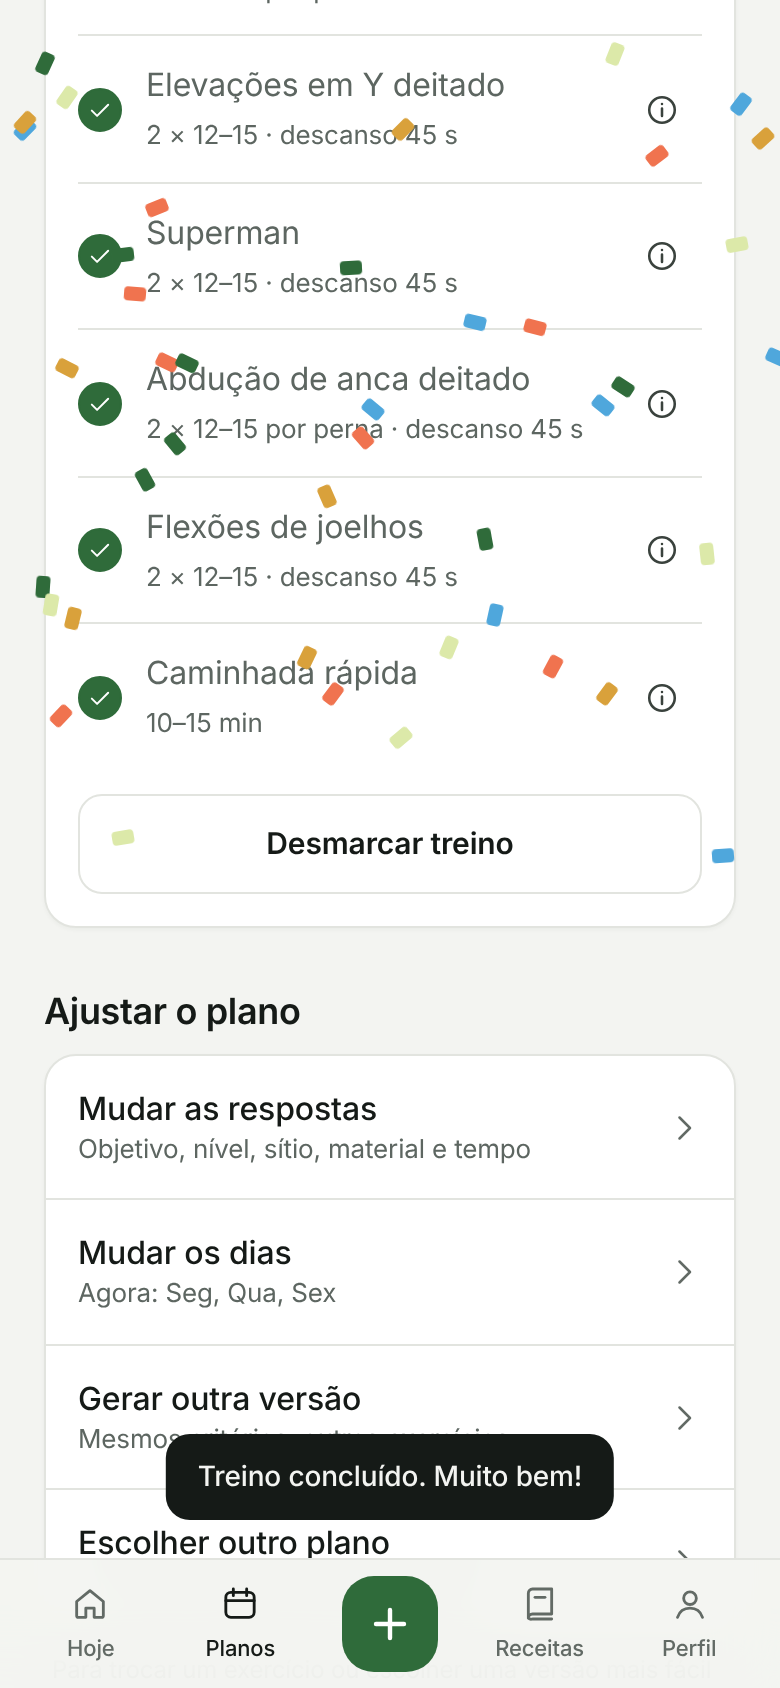 Elevações em Y deitado
2 × 12–15 · descanso 45 s
Superman
2 × 12–15 · descanso 45 s
Abdução de anca deitado
2 × 12–15 por perna · descanso 45 s
Flexões de joelhos
2 × 12–15 · descanso 45 s
Caminhada rápida
10–15 min
Desmarcar treino
Ajustar o plano
Mudar as respostas
Objetivo, nível, sítio, material e tempo
Mudar os dias
Agora: Seg, Qua, Sex
Gerar outra versão
Mesmos
Treino concluído. Muito bem!
Escolher outro plano
Hoje
Planos
Receitas
Perfil